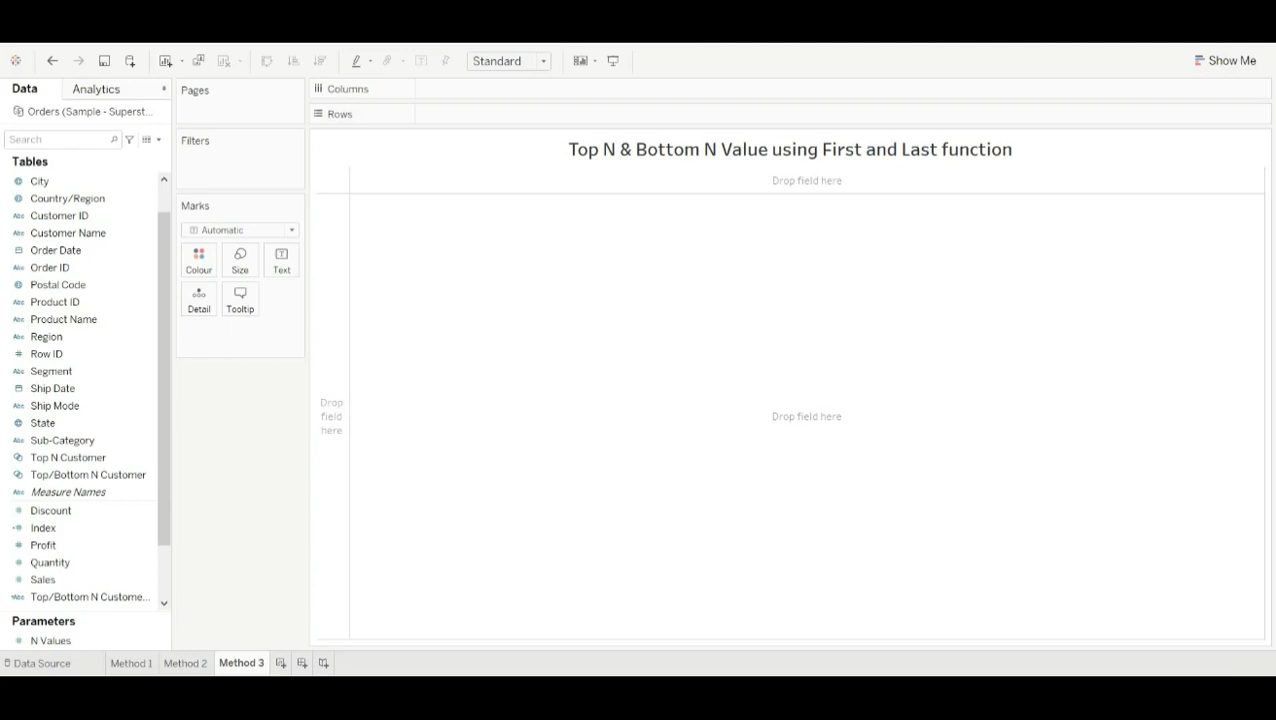 Standard
Show Me
Data
Analytics
Pages
Columns
Orders (Sample - Superst...
Rows
Search
Filters
Top N & Bottom N Value using First and Last function
Tables
City
Drop field here
Country/Region
Customer ID
Marks
Customer Name
Automatic
Order Date
Order ID
Colour
Size
Text
Postal Code
Product ID
Detail
Tooltip
Product Name
Region
Row ID
Segment
Ship Date
Ship Mode
Drop
field
here
Drop field here
State
Abc Sub-Category
Top N Customer
Top/Bottom N Customer
Abc Measure Names
Discount
Index
Profit
Quantity
Sales
Top/Bottom N Custome...
Parameters
N Values
Data Source
Method 1
Method 2
Method 3